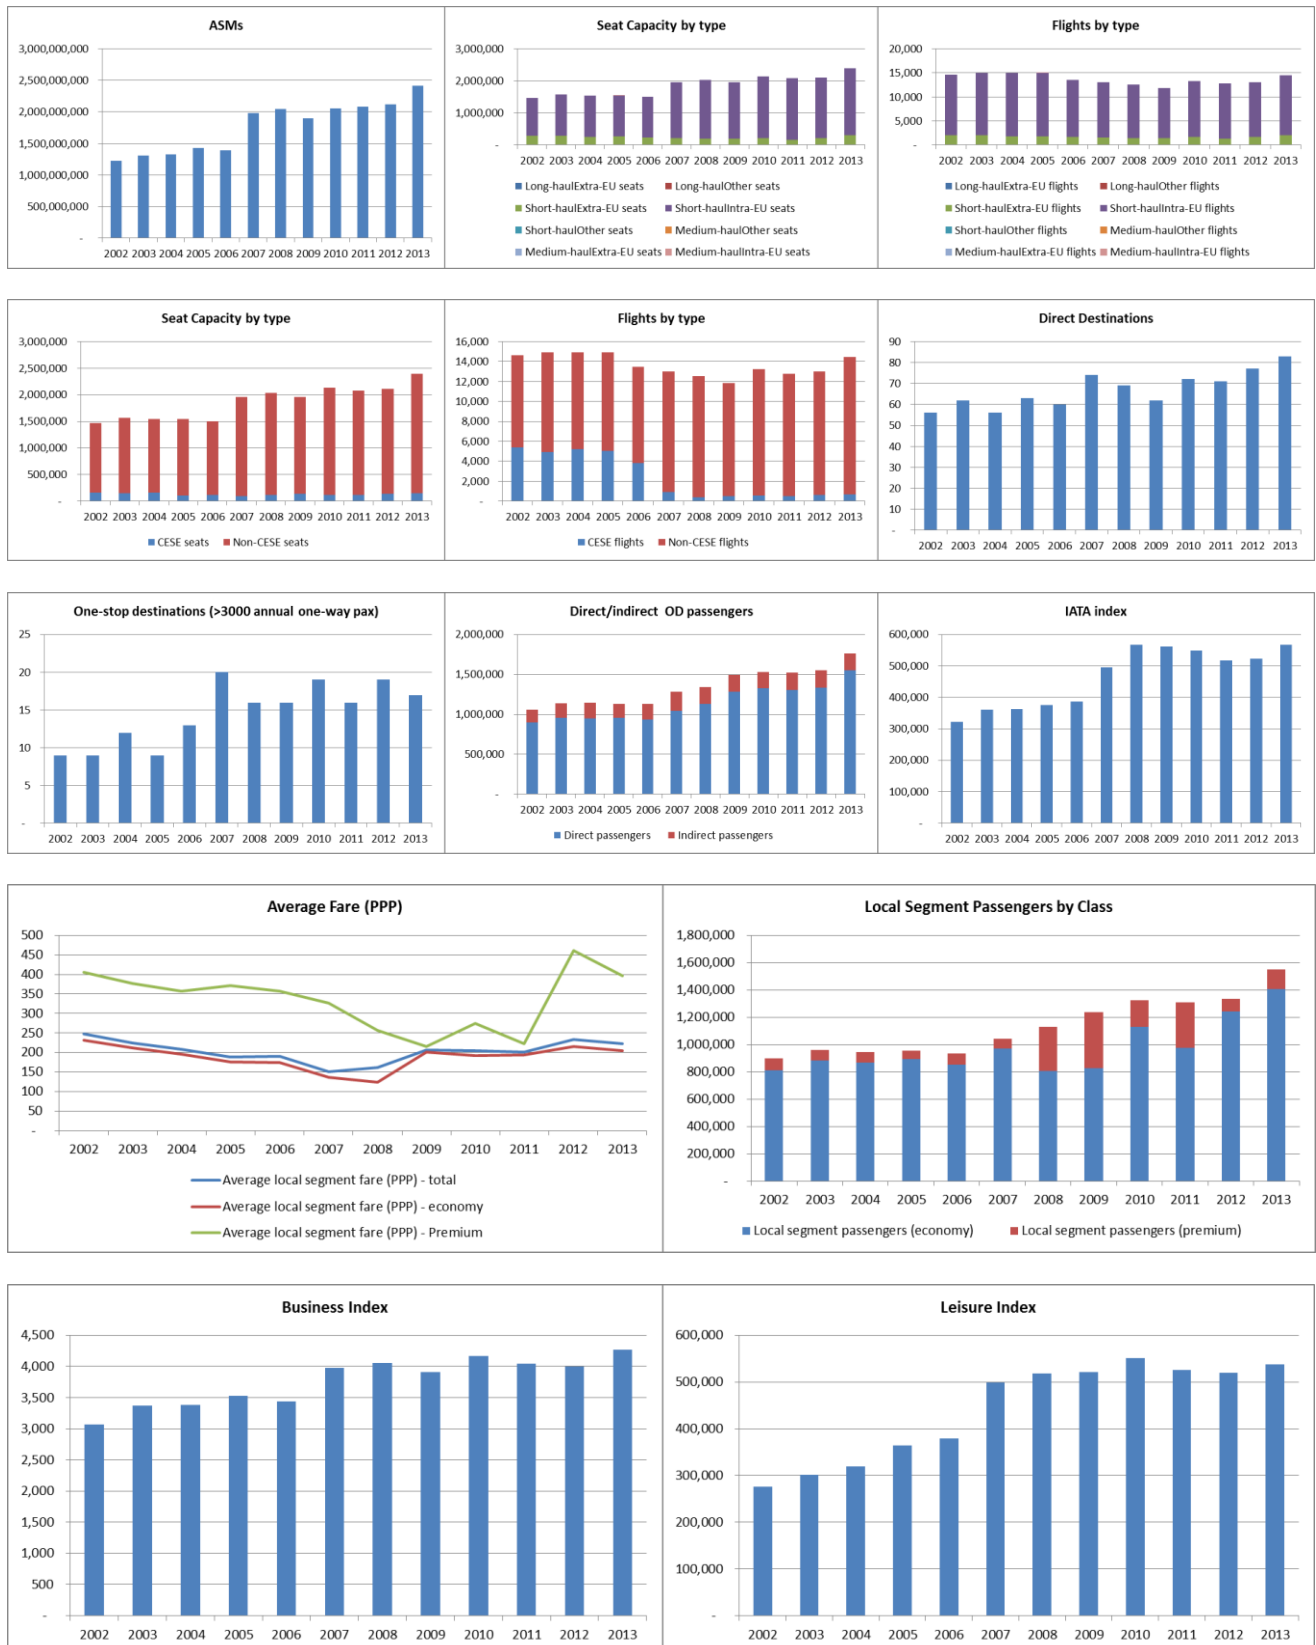 ASMs
3,000,000,000
2,500,000,000
2,000,000,000
1,500,000,000
1,000,000,000
500,000,000
-
2002 2003 2004 2005 2006 2007 2008 2009 2010 2011 2012 2013
Seat Capacity by type
3,000,000
2,000,000
1,000,000
-
2002 2003 2004 2005 2006 2007 2008 2009 2010 2011 2012 2013
Long-haulExtra-EU seats Long-haulOther seats
Short-haulExtra-EU seats Short-haulIntra-EU seats
Short-haulOther seats Medium-haulOther seats
Medium-haulExtra-EU seats Medium-haulIntra-EU seats
Flights by type
20,000
15,000
10,000
5,000
-
2002 2003 2004 2005 2006 2007 2008 2009 2010 2011 2012 2013
Long-haulExtra-EU flights Long-haulOther flights
Short-haulExtra-EU flights Short-haulIntra-EU flights
Short-haulOther flights Medium-haulOther flights
Medium-haulExtra-EU flights Medium-haulIntra-EU flights
Seat Capacity by type
3,000,000
2,500,000
2,000,000
1,500,000
1,000,000
500,000
-
2002 2003 2004 2005 2006 2007 2008 2009 2010 2011 2012 2013
CESE seats Non-CESE seats
Flights by type
16,000
14,000
12,000
10,000
8,000
6,000
4,000
2,000
-
2002 2003 2004 2005 2006 2007 2008 2009 2010 2011 2012 2013
CESE flights Non-CESE flights
Direct Destinations
90
80
70
60
50
40
30
20
10
-
2002 2003 2004 2005 2006 2007 2008 2009 2010 2011 2012 2013
One-stop destinations (>3000 annual one-way pax)
25
20
15
10
5
-
2002 2003 2004 2005 2006 2007 2008 2009 2010 2011 2012 2013
Direct/indirect OD passengers
2,000,000
1,500,000
1,000,000
500,000
-
2002 2003 2004 2005 2006 2007 2008 2009 2010 2011 2012 2013
Direct passengers Indirect passengers
IATA index
600,000
500,000
400,000
300,000
200,000
100,000
-
2002 2003 2004 2005 2006 2007 2008 2009 2010 2011 2012 2013
Average Fare (PPP)
500
450
400
350
300
250
200
150
100
50
-
2002 2003 2004 2005 2006 2007 2008 2009 2010 2011 2012 2013
Average local segment fare (PPP) - total
Average local segment fare (PPP) - economy
Average local segment fare (PPP) - Premium
Local Segment Passengers by Class
1,800,000
1,600,000
1,400,000
1,200,000
1,000,000
800,000
600,000
400,000
200,000
-
2002 2003 2004 2005 2006 2007 2008 2009 2010 2011 2012 2013
Local segment passengers (economy) Local segment passengers (premium)
Business Index
4,500
4,000
3,500
3,000
2,500
2,000
1,500
1,000
500
-
2002 2003 2004 2005 2006 2007 2008 2009 2010 2011 2012 2013
Leisure Index
600,000
500,000
400,000
300,000
200,000
100,000
-
2002 2003 2004 2005 2006 2007 2008 2009 2010 2011 2012 2013